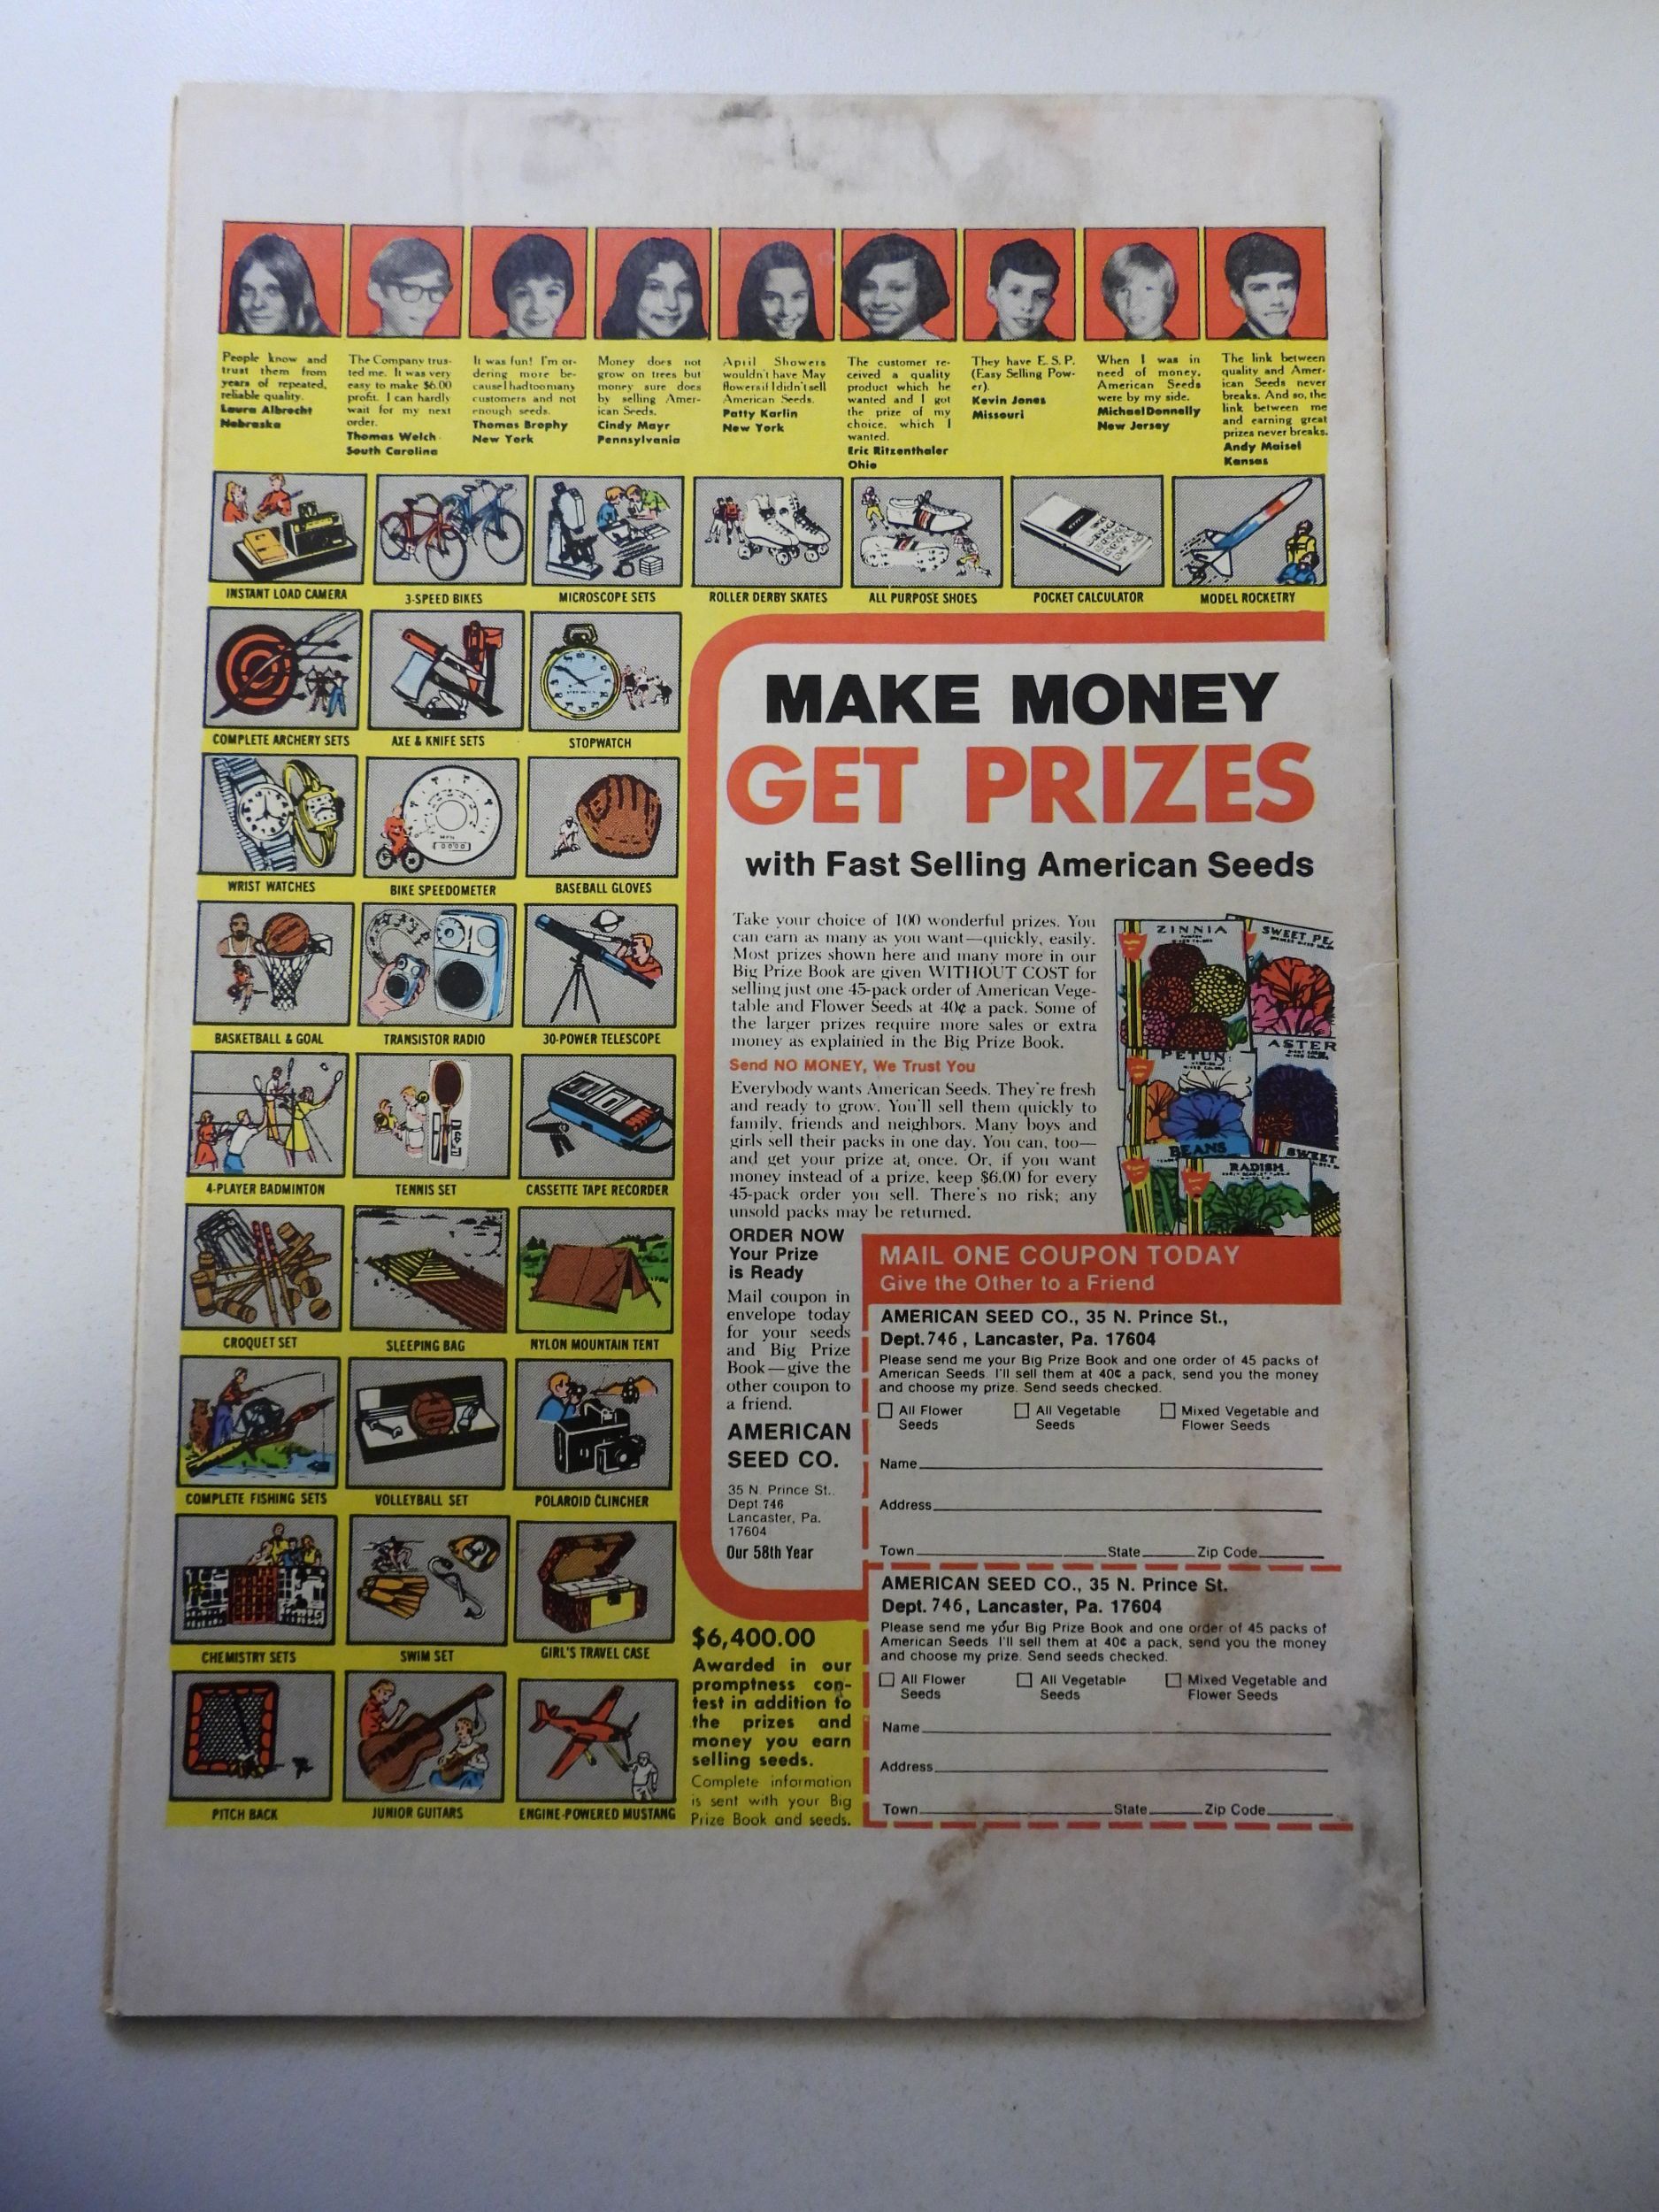 People know and
trust them from
years of repeated,
reliable quality.
Laura Albrecht
Nebraska
The Company trus-
ted me. It was very
easy to make $6.00
profit. I can hardly
wait for my next
order.
Thomas Welch
South Carolina
It was fun! I'm or-
dering more be-
cause I had too many
customers and not
enough seeds.
Thomas Brophy
New York
Money does not
grow on trees but
money sure does
by selling Amer-
ican Seeds.
Cindy Mayr
Pennsylvania
April Showers
wouldn't have May
flowers if I didn't sell
American Seeds.
Patty Karlin
New York
The customer re-
ceived a quality
product which he
wanted and I got
the prize of my
choice, which I
wanted.
Eric Ritzenthaler
Ohio
They have E.S.P.
(Easy Selling Pow-
er).
Kevin Jones
Missouri
When I was in
need of money,
American Seeds
were by my side.
Michael Donnelly
New Jersey
The link between
quality and Amer-
ican Seeds never
breaks. And so, the
link between me
and earning great
prizes never breaks.
Andy Maisel
Kansas
INSTANT LOAD CAMERA
3-SPEED BIKES
MICROSCOPE SETS
ROLLER DERBY SKATES
ALL PURPOSE SHOES
POCKET CALCULATOR
MODEL ROCKETRY
COMPLETE ARCHERY SETS
AXE & KNIFE SETS
STOPWATCH
WRIST WATCHES
BIKE SPEEDOMETER
BASEBALL GLOVES
BASKETBALL & GOAL
TRANSISTOR RADIO
30-POWER TELESCOPE
4-PLAYER BADMINTON
TENNIS SET
CASSETTE TAPE RECORDER
CROQUET SET
SLEEPING BAG
NYLON MOUNTAIN TENT
COMPLETE FISHING SETS
VOLLEYBALL SET
POLAROID CLINCHER
CHEMISTRY SETS
SWIM SET
GIRL'S TRAVEL CASE
PITCH BACK
JUNIOR GUITARS
ENGINE-POWERED MUSTANG
MAKE MONEY
GET PRIZES
with Fast Selling American Seeds
Take your choice of 100 wonderful prizes. You
can earn as many as you want—quickly, easily.
Most prizes shown here and many more in our
Big Prize Book are given WITHOUT COST for
selling just one 45-pack order of American Vege-
table and Flower Seeds at 40¢ a pack. Some of
the larger prizes require more sales or extra
money as explained in the Big Prize Book.
Send NO MONEY, We Trust You
Everybody wants American Seeds. They're fresh
and ready to grow. You'll sell them quickly to
family, friends and neighbors. Many boys and
girls sell their packs in one day. You can, too—
and get your prize at once. Or, if you want
money instead of a prize, keep $6.00 for every
45-pack order you sell. There's no risk; any
unsold packs may be returned.
ZINNIA
SWEET PE
ASTER
PETUN
BEANS
RADISH
SWEET
ORDER NOW
Your Prize
is Ready
Mail coupon in
envelope today
for your seeds
and Big Prize
Book—give the
other coupon to
a friend.
AMERICAN
SEED CO.
35 N. Prince St.
Dept 746
Lancaster, Pa.
17604
Our 58th Year
$6,400.00
Awarded in our
promptness con-
test in addition to
the prizes and
money you earn
selling seeds.
Complete information
is sent with your Big
Prize Book and seeds.
MAIL ONE COUPON TODAY
Give the Other to a Friend
AMERICAN SEED CO., 35 N. Prince St.,
Dept. 746, Lancaster, Pa. 17604
Please send me your Big Prize Book and one order of 45 packs of
American Seeds. I'll sell them at 40¢ a pack, send you the money
and choose my prize. Send seeds checked.
All Flower Seeds
All Vegetable Seeds
Mixed Vegetable and Flower Seeds
Name
Address
Town State Zip Code
AMERICAN SEED CO., 35 N. Prince St.
Dept. 746, Lancaster, Pa. 17604
Please send me your Big Prize Book and one order of 45 packs of
American Seeds. I'll sell them at 40¢ a pack, send you the money
and choose my prize. Send seeds checked.
All Flower Seeds
All Vegetable Seeds
Mixed Vegetable and Flower Seeds
Name
Address
Town State Zip Code